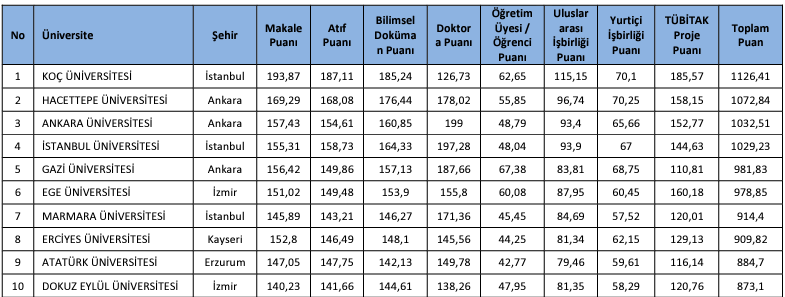 No Üniversite Şehir Makale Puanı Atıf Puanı Bilimsel Doküman Puanı Doktora Puanı Öğretim Üyesi / Öğrenci Puanı Uluslararası İşbirliği Puanı Yurtiçi İşbirliği Puanı TÜBİTAK Proje Puanı Toplam Puan
1 KOÇ ÜNİVERSİTESİ İstanbul 193,87 187,11 185,24 126,73 62,65 115,15 70,1 185,57 1126,41
2 HACETTEPE ÜNİVERSİTESİ Ankara 169,29 168,08 176,44 178,02 55,85 96,74 70,25 158,15 1072,84
3 ANKARA ÜNİVERSİTESİ Ankara 157,43 154,61 160,85 199 48,79 93,4 65,66 152,77 1032,51
4 İSTANBUL ÜNİVERSİTESİ İstanbul 155,31 158,73 164,33 197,28 48,04 93,9 67 144,63 1029,23
5 GAZİ ÜNİVERSİTESİ Ankara 156,42 149,86 157,13 187,66 67,38 83,81 68,75 110,81 981,83
6 EGE ÜNİVERSİTESİ İzmir 151,02 149,48 153,9 155,8 60,08 87,95 60,45 160,18 978,85
7 MARMARA ÜNİVERSİTESİ İstanbul 145,89 143,21 146,27 171,36 45,45 84,69 57,52 120,01 914,4
8 ERCİYES ÜNİVERSİTESİ Kayseri 152,8 146,49 148,1 145,56 44,25 81,34 62,15 129,13 909,82
9 ATATÜRK ÜNİVERSİTESİ Erzurum 147,05 147,75 142,13 149,78 42,77 79,46 59,61 116,14 884,7
10 DOKUZ EYLÜL ÜNİVERSİTESİ İzmir 140,23 141,66 144,61 138,26 47,95 81,35 58,29 120,76 873,1